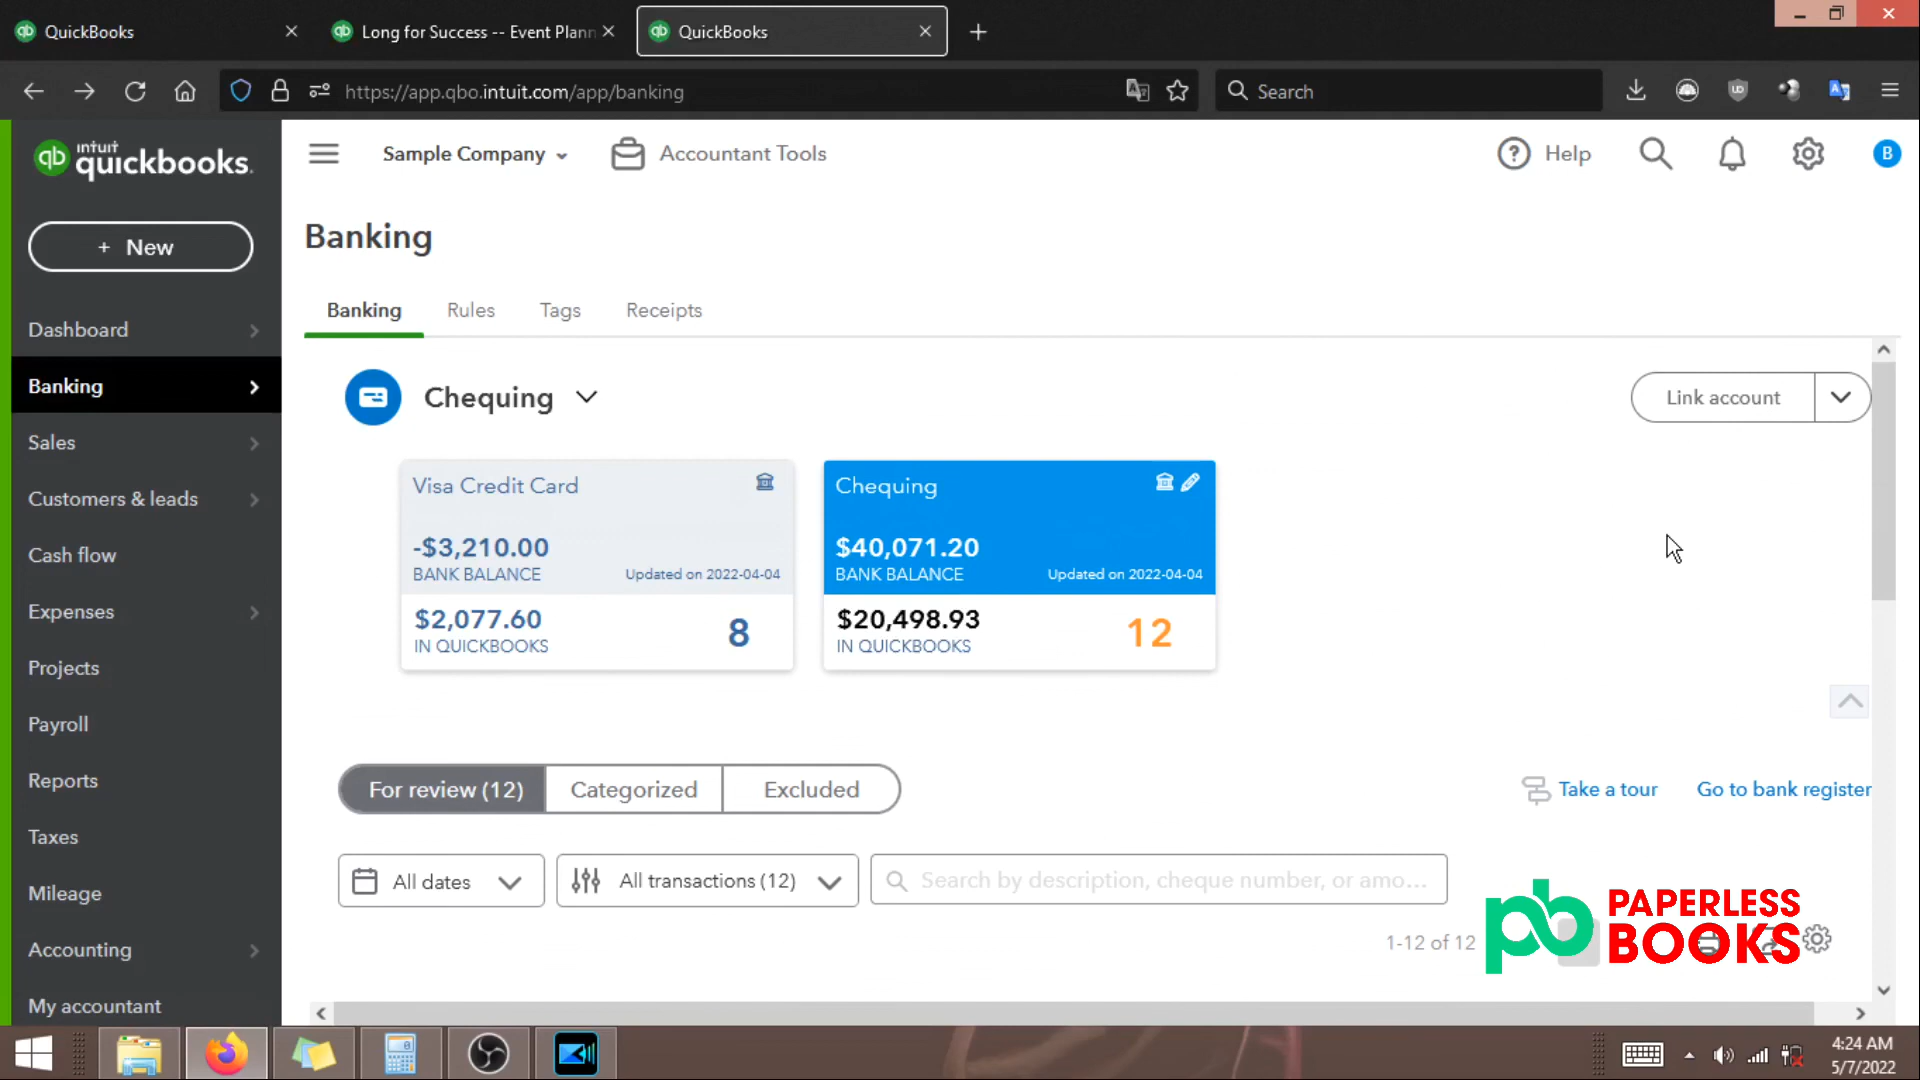 QuickBooks
Long for Success -- Event Plann
QuickBooks
https://app.qbo.intuit.com/app/banking
Search
intuit
quickbooks.
Sample Company
Accountant Tools
Help
B
+ New
Dashboard
Banking
Sales
Customers & leads
Cash flow
Expenses
Projects
Payroll
Reports
Taxes
Mileage
Accounting
My accountant
Banking
Banking
Rules
Tags
Receipts
Chequing
Link account
Visa Credit Card
-$3,210.00
BANK BALANCE
Updated on 2022-04-04
$2,077.60
IN QUICKBOOKS
8
Chequing
$40,071.20
BANK BALANCE
Updated on 2022-04-04
$20,498.93
IN QUICKBOOKS
12
For review (12)
Categorized
Excluded
Take a tour
Go to bank register
All dates
All transactions (12)
Search by description, cheque number, or amo...
1-12 of 12
pb
PAPERLESS
BOOKS
4:24 AM
5/7/2022